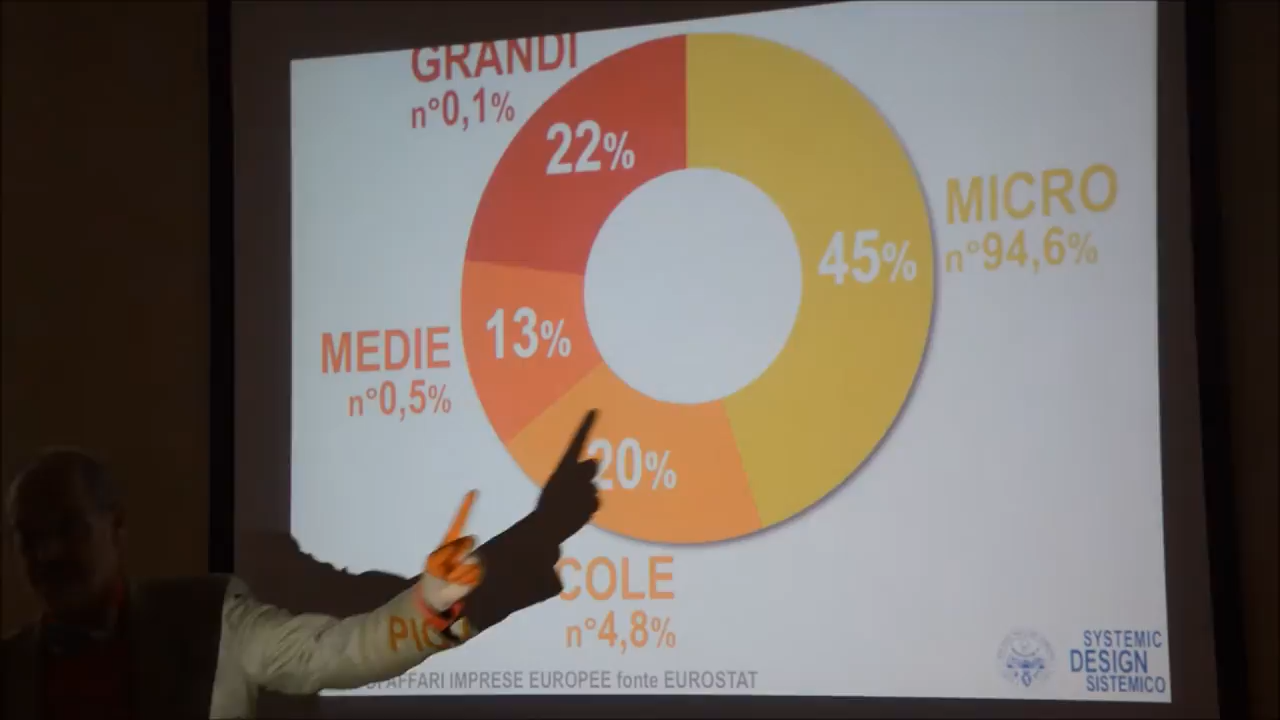 GRANDI
n°0,1%
22%
MICRO
n°94,6%
45%
MEDIE
n°0,5%
13%
20%
PICCOLE
n°4,8%
AFFARI IMPRESE EUROPEE fonte EUROSTAT
SYSTEMIC
DESIGN
SISTEMICO